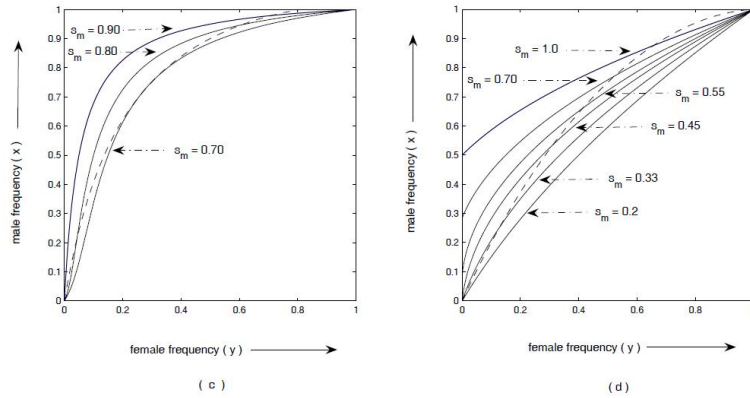 1
0.9
0.8
0.7
0.6
0.5
0.4
0.3
0.2
0.1
0
0 0.2 0.4 0.6 0.8 1
male frequency ( x )
female frequency ( y )
s_m = 0.90
s_m = 0.80
s_m = 0.70
( c )
1
0.9
0.8
0.7
0.6
0.5
0.4
0.3
0.2
0.1
0
0 0.2 0.4 0.6 0.8 1
male frequency ( x )
female frequency ( y )
s_m = 1.0
s_m = 0.70
s_m = 0.55
s_m = 0.45
s_m = 0.33
s_m = 0.2
( d )